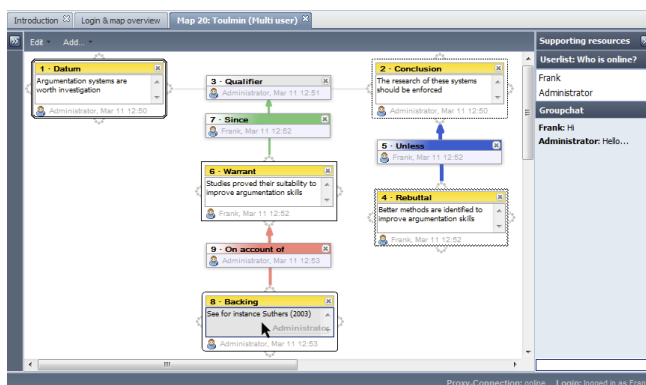 Introduction
Login & map overview
Map 20: Toulmin (Multi user)
Edit
Add...
Supporting resources
Userlist: Who is online?
Frank
Administrator
Groupchat
Frank: Hi
Administrator: Hello...
1 - Datum
Argumentation systems are
worth investigation
Administrator, Mar 11 12:50
3 - Qualifier
Administrator, Mar 11 12:51
2 - Conclusion
The research of these systems
should be enforced
Administrator, Mar 11 12:50
7 - Since
Frank, Mar 11 12:52
5 - Unless
Frank, Mar 11 12:52
6 - Warrant
Studies proved their suitability to
improve argumentation skills
Frank, Mar 11 12:52
4 - Rebuttal
Better methods are identified to
improve argumentation skills
Frank, Mar 11 12:52
9 - On account of
Administrator, Mar 11 12:53
8 - Backing
See for instance Suthers (2003)
Administrator
Administrator, Mar 11 12:53
Proxy-Connection: online Login: logged in as Fran